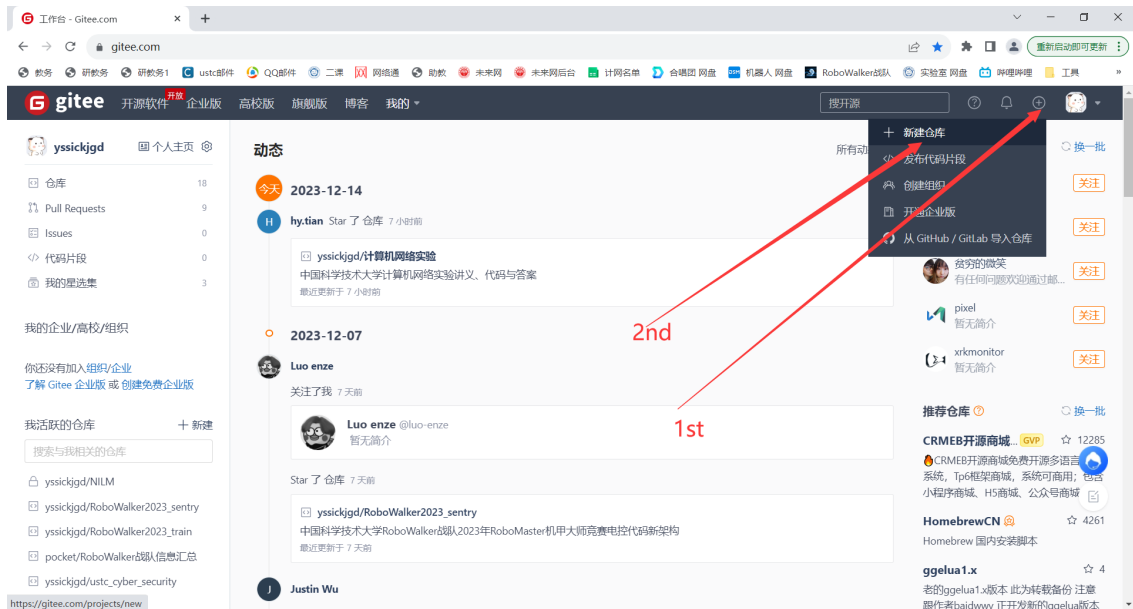 工作台 - Gitee.com
gitee.com
重新启动即可更新
教务 研教务 研教务1 ustc邮件 QQ邮件 二课 网络通 助教 未来网 未来网后台 计网名单 合唱团 网盘 机器人 网盘 RoboWalker战队 实验室 网盘 哔哩哔哩 工具 »
gitee 开源软件 开放 企业版 高校版 旗舰版 博客 我的 搜开源
yssickjgd 个人主页
仓库 18
Pull Requests 9
Issues 0
代码片段 0
我的星选集 3
我的企业/高校/组织
你还没有加入组织/企业
了解 Gitee 企业版 或 创建免费企业版
我活跃的仓库 新建
搜索与我相关的仓库
yssickjgd/NILM
yssickjgd/RoboWalker2023_sentry
yssickjgd/RoboWalker2023_train
pocket/RoboWalker战队信息汇总
yssickjgd/ustc_cyber_security
https://gitee.com/projects/new
动态
所有动
今天 2023-12-14
H hy.tian Star 了 仓库 7 小时前
yssickjgd/计算机网络实验
中国科学技术大学计算机网络实验讲义、代码与答案
最近更新于 7 小时前
2023-12-07
Luo enze
关注了我 7 天前
Luo enze @luo-enze
暂无简介
Star 了 仓库 7 天前
yssickjgd/RoboWalker2023_sentry
中国科学技术大学RoboWalker战队2023年RoboMaster机甲大师竞赛电控代码新架构
最近更新于 7 天前
J Justin Wu
新建仓库
发布代码片段
创建组织
开通企业版
从 GitHub / GitLab 导入仓库
2nd
1st
换一批
关注
关注
贫穷的微笑
有任何问题欢迎通过邮...
关注
pixel
暂无简介
关注
xrkmonitor
暂无简介
关注
推荐仓库 换一批
CRMEB开源商城... GVP 12285
CRMEB开源商城免费开源多语言
系统，Tp6框架商城，系统可商用；包含
小程序商城、H5商城、公众号商城
HomebrewCN 4261
Homebrew 国内安装脚本
ggelua1.x 4
老的ggelua1.x版本 此为转载备份 注意
跟作者baidwwy 正开发新的ggelua版本